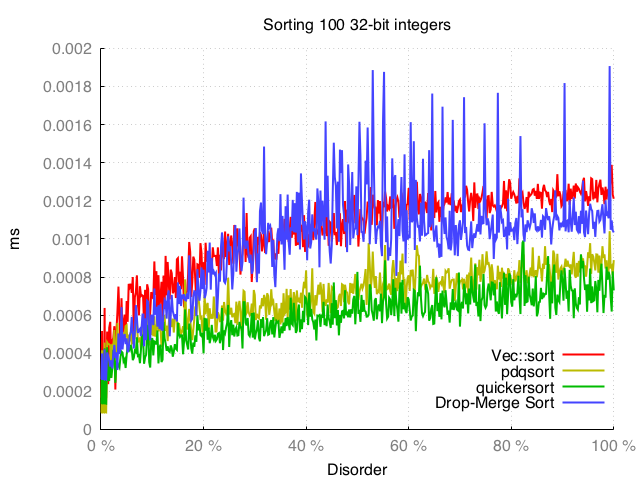 Sorting 100 32-bit integers
0.002
0.0018
0.0016
0.0014
0.0012
0.001
0.0008
0.0006
0.0004
0.0002
0
ms
Vec::sort
pdqsort
quickersort
Drop-Merge Sort
0 % 20 % 40 % 60 % 80 % 100 %
Disorder